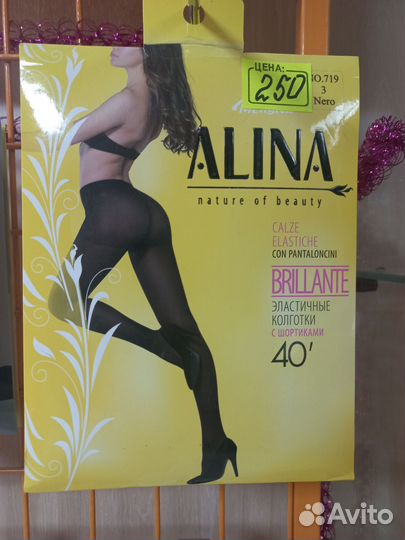 ЦЕНА:
250
NO.719
3
Nero
ALINA
nature of beauty
CALZE
ELASTICHE
CON PANTALONCINI
BRILLANTE
ЭЛАСТИЧНЫЕ
КОЛГОТКИ
С ШОРТИКАМИ
40'
Avito